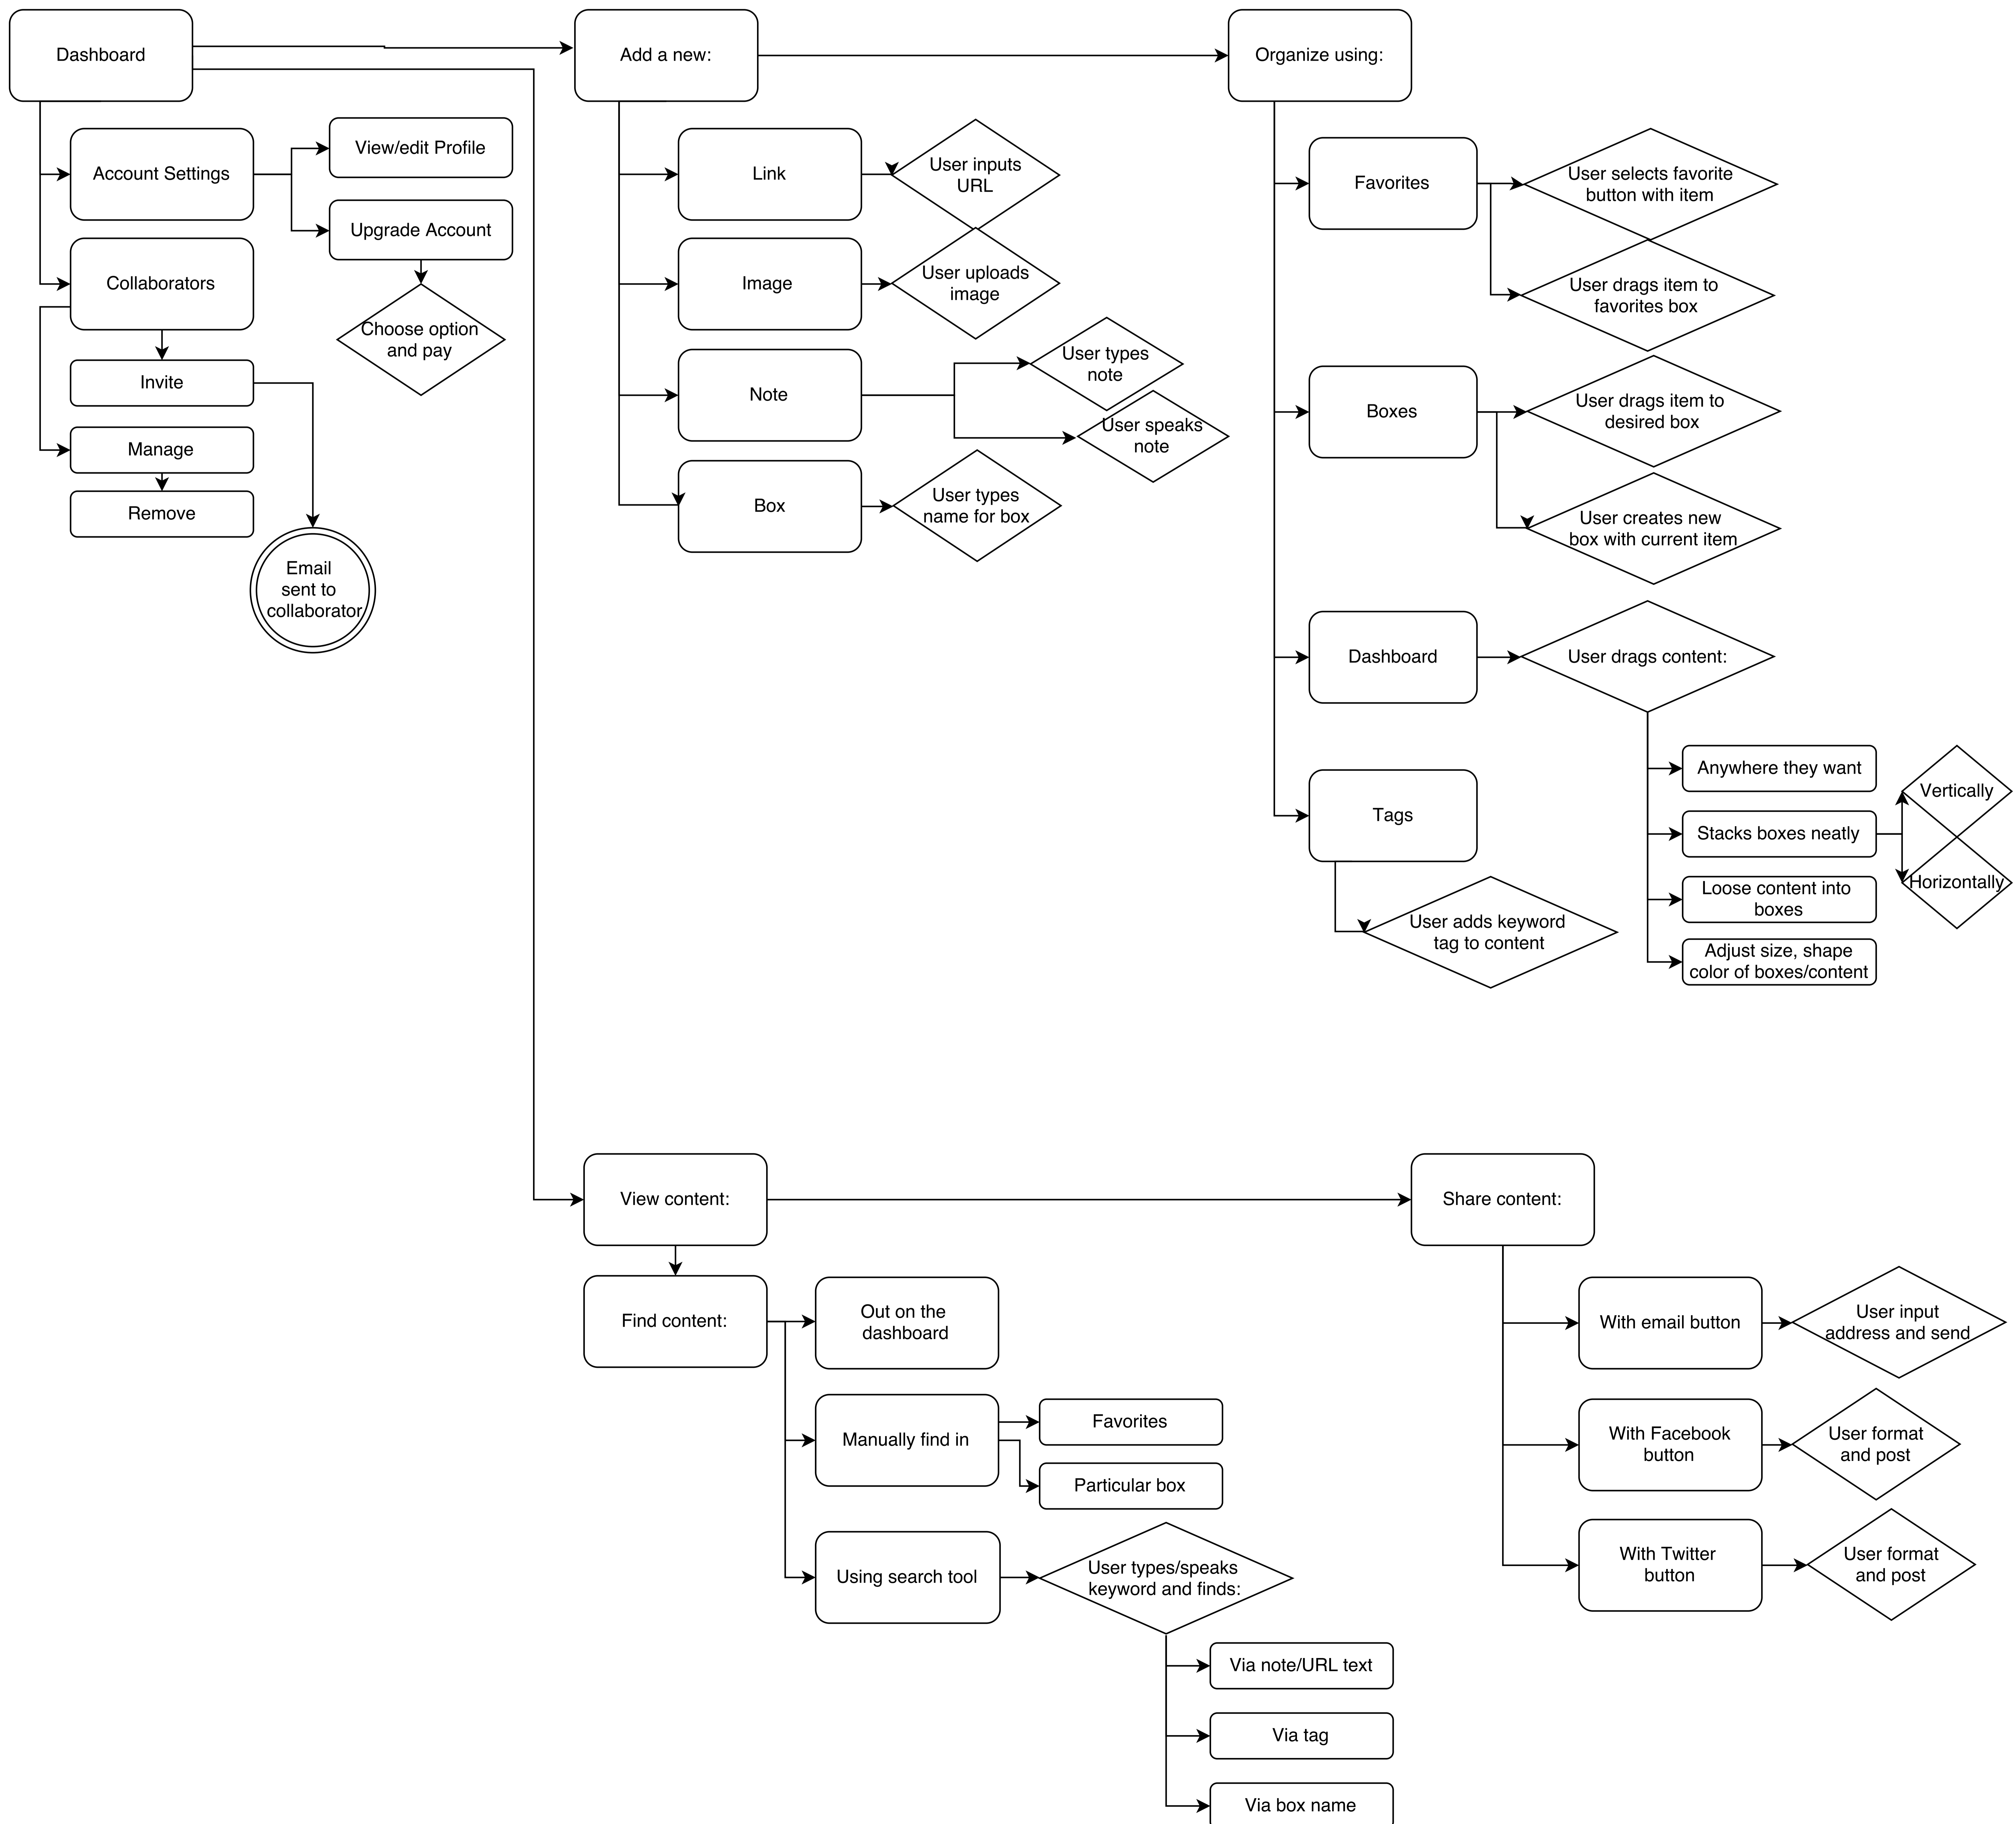 Dashboard
Add a new:
Organize using:
Account Settings
View/edit Profile
Upgrade Account
Choose option
and pay
Collaborators
Invite
Manage
Remove
Email
sent to
collaborator
Link
User inputs
URL
Image
User uploads
image
Note
User types
note
User speaks
note
Box
User types
name for box
Favorites
User selects favorite
button with item
User drags item to
favorites box
Boxes
User drags item to
desired box
User creates new
box with current item
Dashboard
User drags content:
Anywhere they want
Stacks boxes neatly
Vertically
Horizontally
Loose content into
boxes
Adjust size, shape
color of boxes/content
Tags
User adds keyword
tag to content
View content:
Share content:
Find content:
Out on the
dashboard
Manually find in
Favorites
Particular box
Using search tool
User types/speaks
keyword and finds:
Via note/URL text
Via tag
Via box name
With email button
User input
address and send
With Facebook
button
User format
and post
With Twitter
button
User format
and post